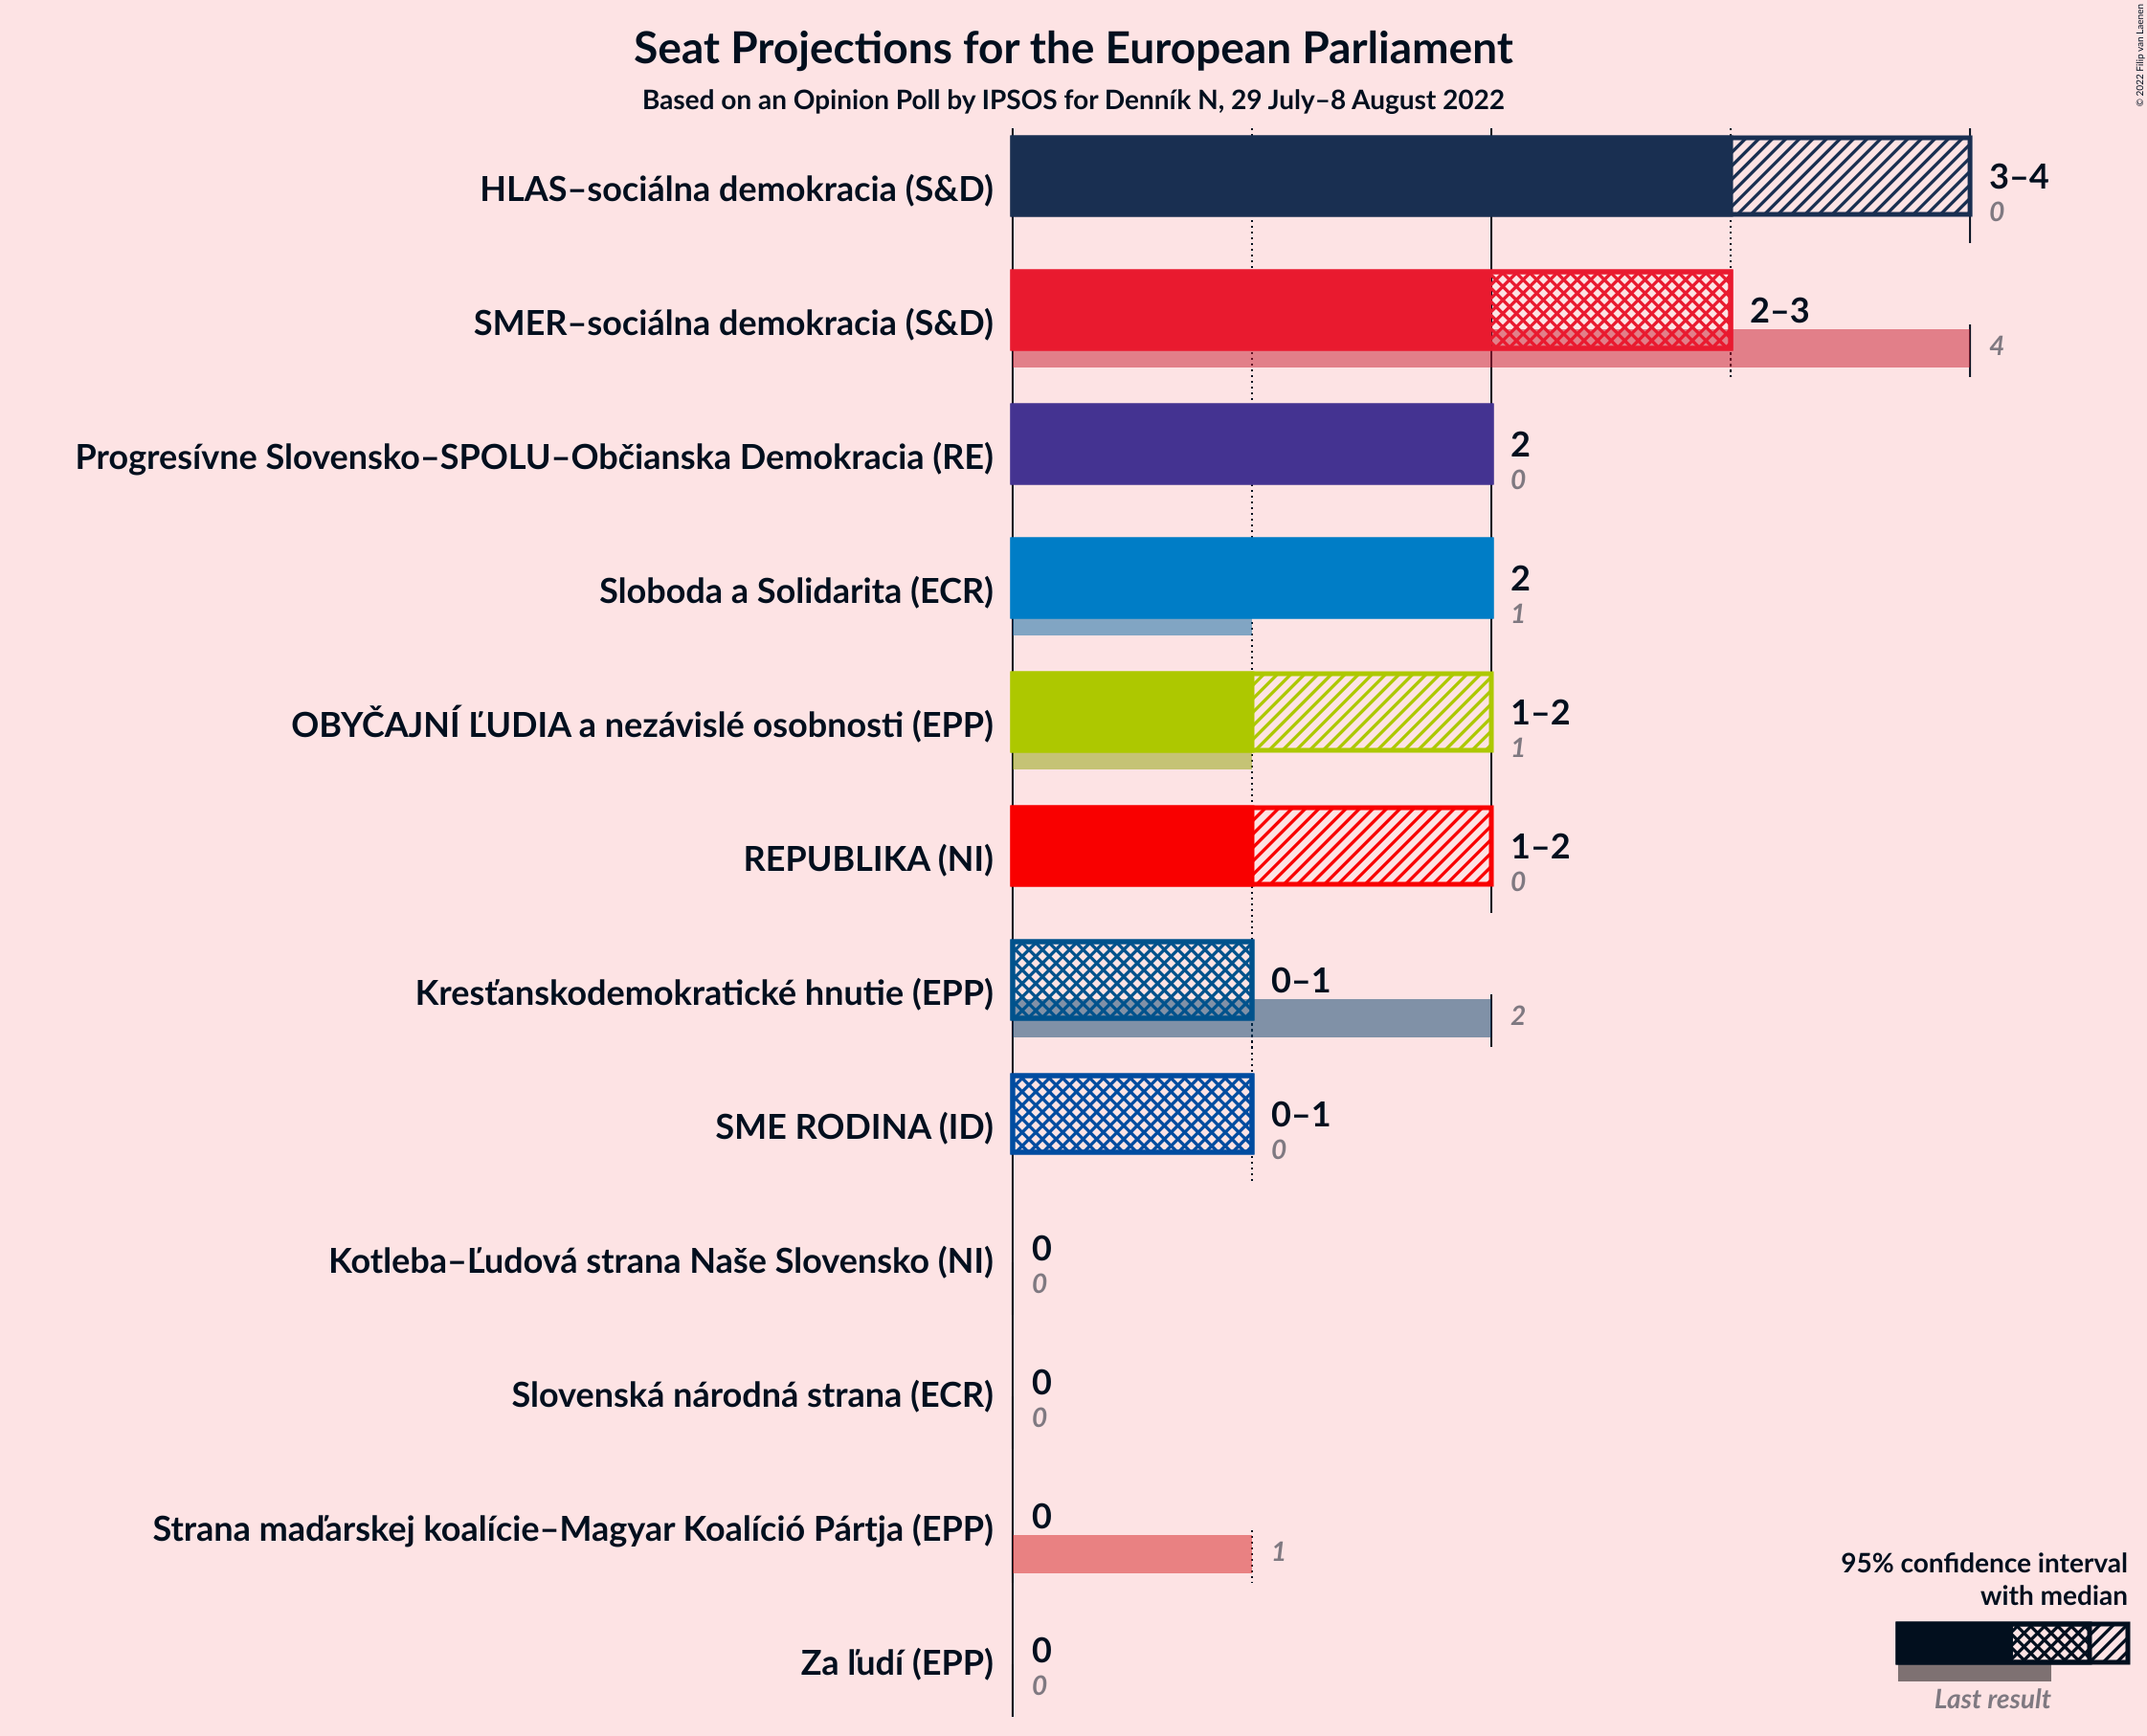 Seat Projections for the European Parliament
Based on an Opinion Poll by IPSOS for Denník N, 29 July–8 August 2022
© 2022 Filip van Laenen
HLAS–sociálna demokracia (S&D)
3–4
0
SMER–sociálna demokracia (S&D)
2–3
4
Progresívne Slovensko–SPOLU–Občianska Demokracia (RE)
2
0
Sloboda a Solidarita (ECR)
2
1
OBYČAJNÍ ĽUDIA a nezávislé osobnosti (EPP)
1–2
1
REPUBLIKA (NI)
1–2
0
Kresťanskodemokratické hnutie (EPP)
0–1
2
SME RODINA (ID)
0–1
0
Kotleba–Ľudová strana Naše Slovensko (NI)
0
0
Slovenská národná strana (ECR)
0
0
Strana maďarskej koalície–Magyar Koalíció Pártja (EPP)
0
1
Za ľudí (EPP)
0
0
95% confidence interval
with median
Last result